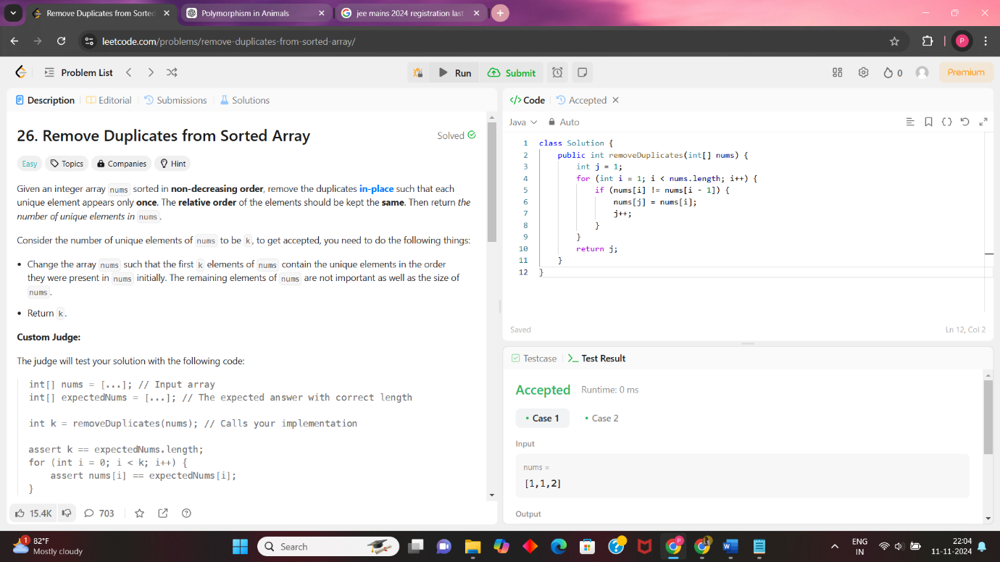 Remove Duplicates from Sorted
Polymorphism in Animals
jee mains 2024 registration last
leetcode.com/problems/remove-duplicates-from-sorted-array/
P
Problem List
Run
Submit
0
Premium
Description
Editorial
Submissions
Solutions
26. Remove Duplicates from Sorted Array
Solved
Easy
Topics
Companies
Hint
Given an integer array nums sorted in non-decreasing order, remove the duplicates in-place such that each
unique element appears only once. The relative order of the elements should be kept the same. Then return the
number of unique elements in nums.
Consider the number of unique elements of nums to be k, to get accepted, you need to do the following things:
• Change the array nums such that the first k elements of nums contain the unique elements in the order
they were present in nums initially. The remaining elements of nums are not important as well as the size of
nums.
• Return k.
Custom Judge:
The judge will test your solution with the following code:
int[] nums = [...]; // Input array
int[] expectedNums = [...]; // The expected answer with correct length
int k = removeDuplicates(nums); // Calls your implementation
assert k == expectedNums.length;
for (int i = 0; i < k; i++) {
    assert nums[i] == expectedNums[i];
}
15.4K
703
</> Code
Accepted
Java
Auto
1 class Solution {
2     public int removeDuplicates(int[] nums) {
3         int j = 1;
4         for (int i = 1; i < nums.length; i++) {
5             if (nums[i] != nums[i - 1]) {
6                 nums[j] = nums[i];
7                 j++;
8             }
9         }
10         return j;
11     }
12 }
Saved
Ln 12, Col 2
Testcase
Test Result
Accepted
Runtime: 0 ms
• Case 1
• Case 2
Input
nums =
[1,1,2]
Output
1
82°F
Mostly cloudy
Search
ENG
IN
22:04
11-11-2024